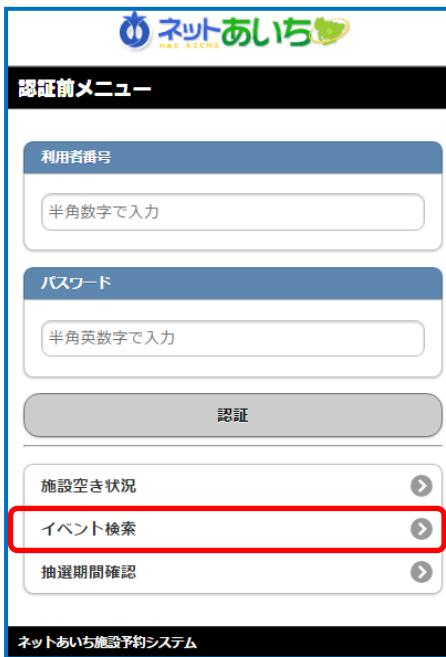 ネットあいち
net AICHI
認証前メニュー
利用者番号
半角数字で入力
パスワード
半角英数字で入力
認証
施設空き状況
イベント検索
抽選期間確認
ネットあいち施設予約システム